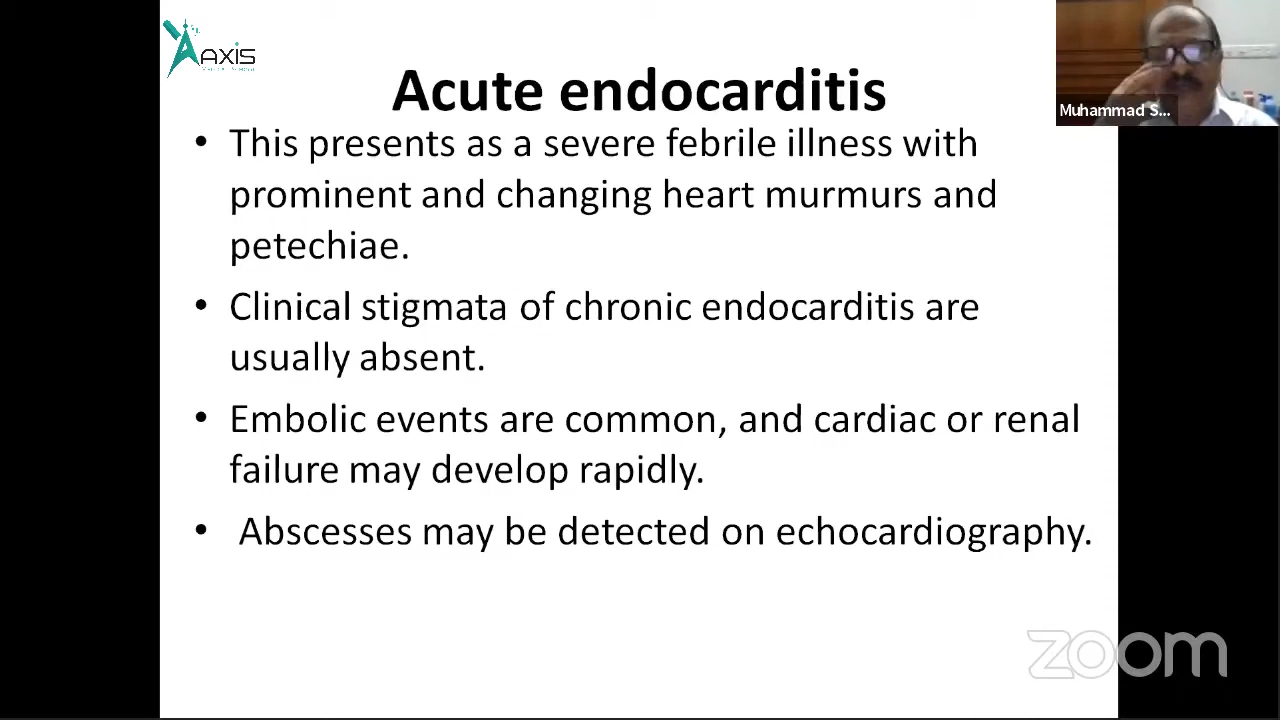 AAXIS
Acute endocarditis
Muhammad S...
• This presents as a severe febrile illness with
prominent and changing heart murmurs and
petechiae.
• Clinical stigmata of chronic endocarditis are
usually absent.
• Embolic events are common, and cardiac or renal
failure may develop rapidly.
• Abscesses may be detected on echocardiography.
zoom